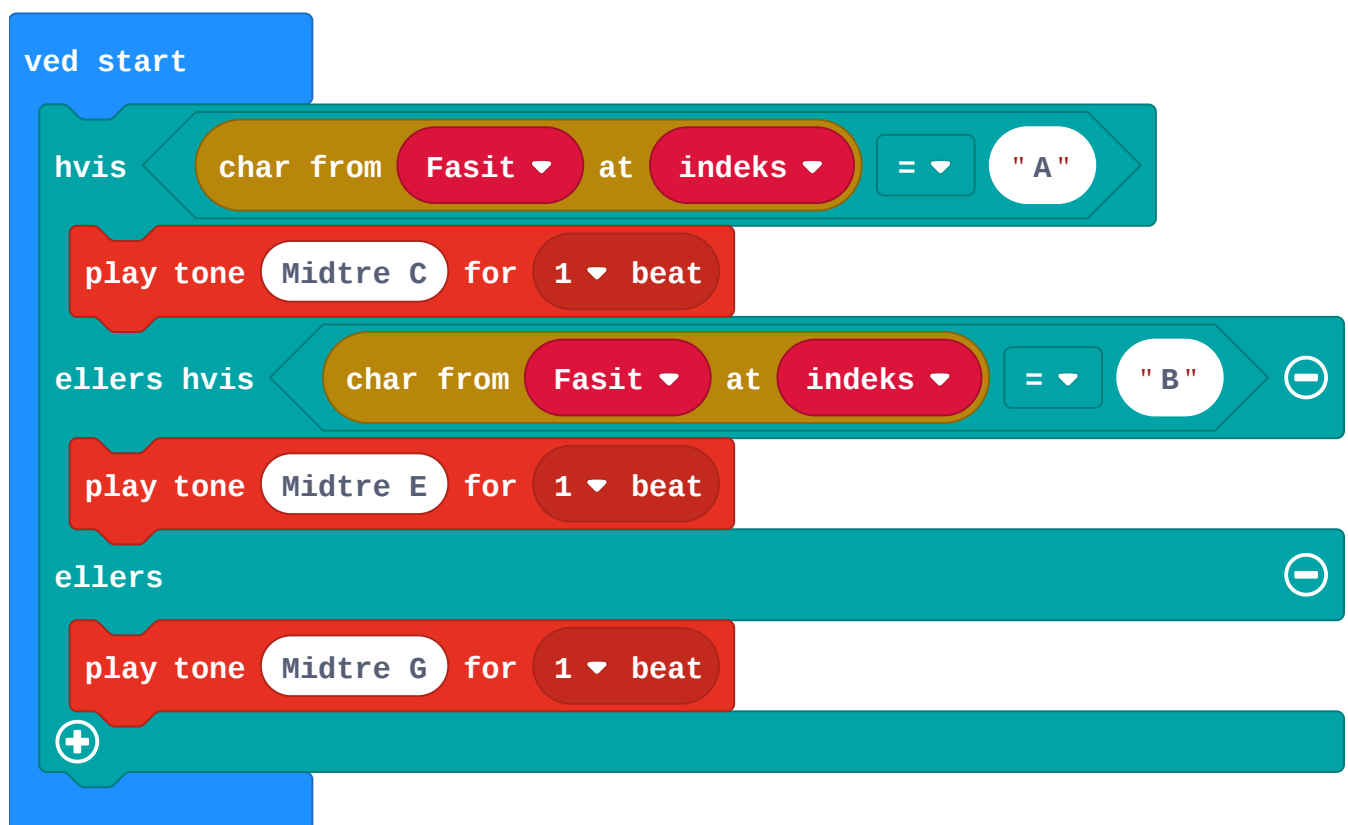 ved start
hvis char from Fasit at indeks = "A"
play tone Midtre C for 1 beat
ellers hvis char from Fasit at indeks = "B"
play tone Midtre E for 1 beat
ellers
play tone Midtre G for 1 beat